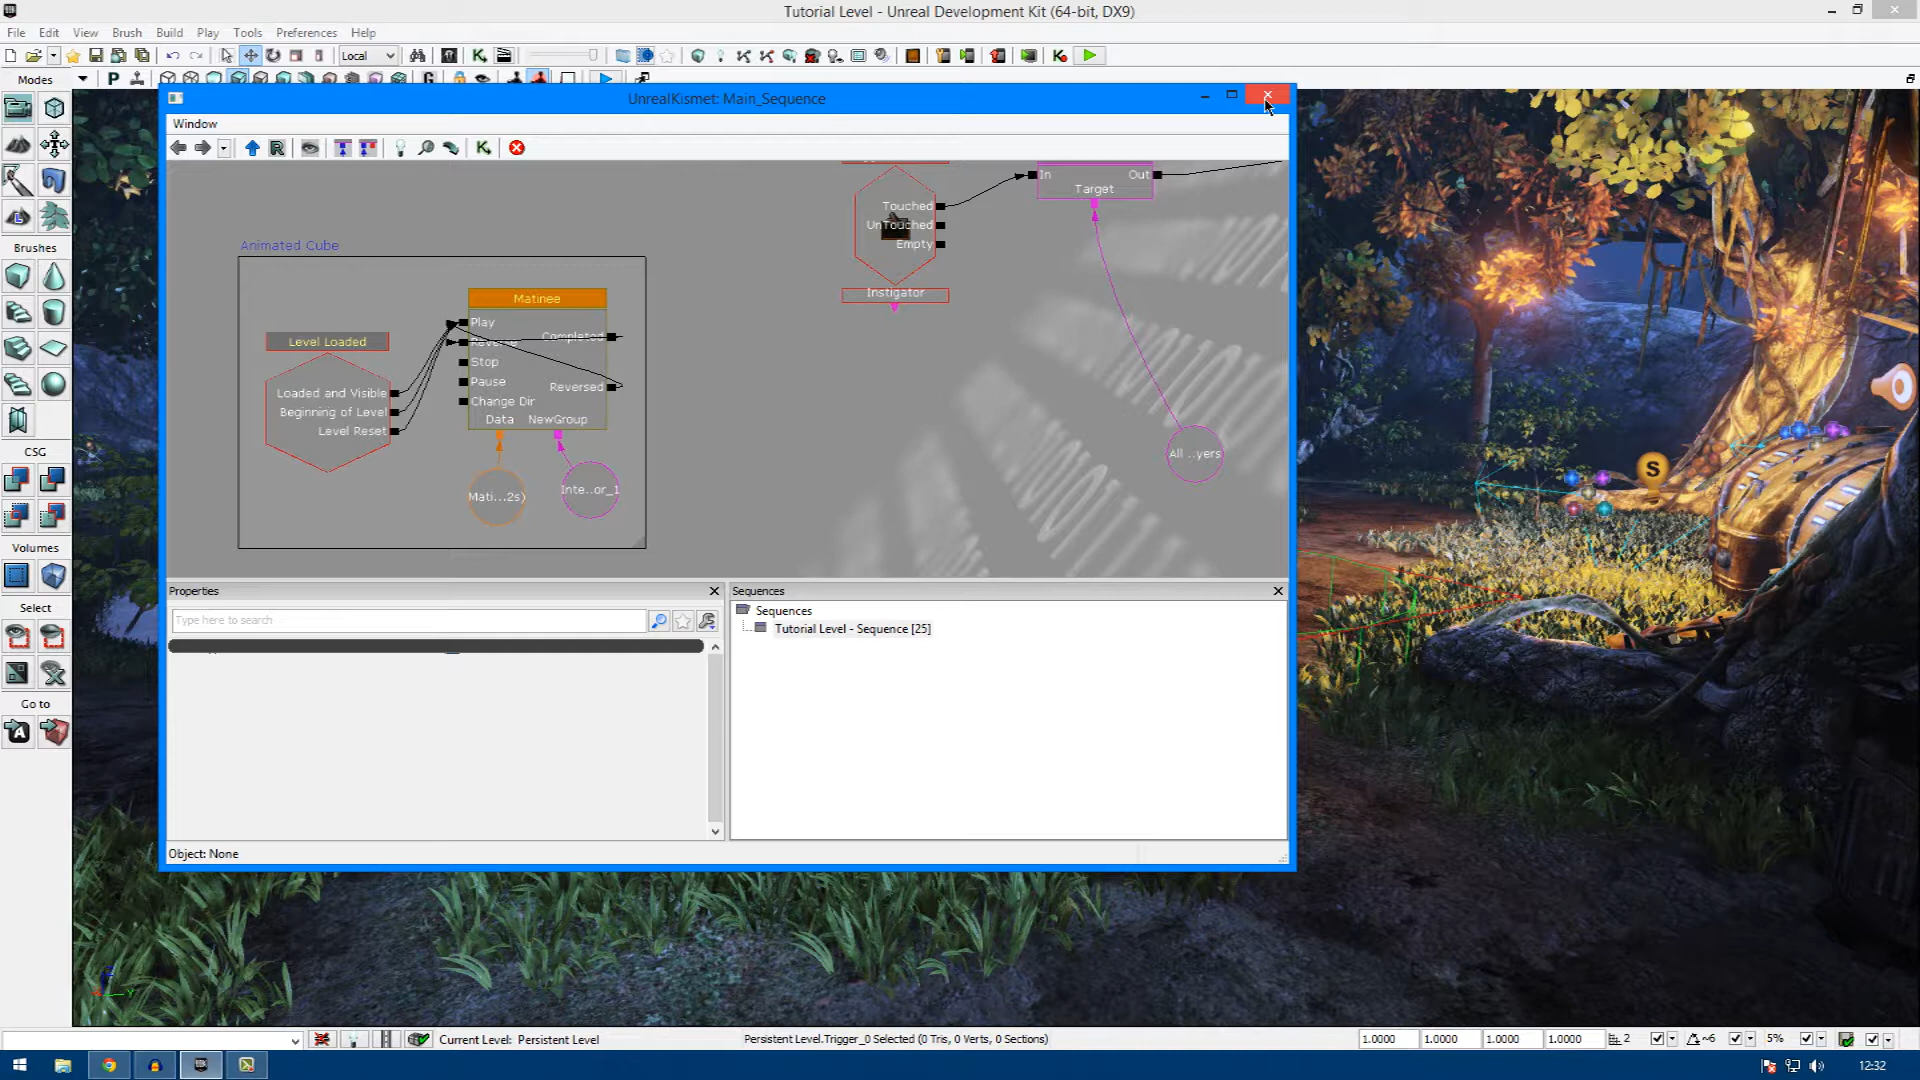 Tutorial Level - Unreal Development Kit (64-bit, DX9)
File Edit View Brush Build Play Tools Preferences Help
Local
Modes
UnrealKismet: Main_Sequence
Window
In Out
Target
Touched
UnTouched
Empty
Instigator
Animated Cube
Matinee
Play
Completed
Reverse
Stop
Pause
Reversed
Change Dir
Data NewGroup
Level Loaded
Loaded and Visible
Beginning of Level
Level Reset
Mati...2s)
Inte..or_1
All ..yers
Brushes
CSG
Volumes
Select
Go to
Properties
Type here to search
Sequences
Sequences
Tutorial Level - Sequence [25]
Object: None
S
Current Level: Persistent Level
Persistent Level.Trigger_0 Selected (0 Tris, 0 Verts, 0 Sections)
1.0000 1.0000 1.0000 1.0000 2 ~6 5%
12:32